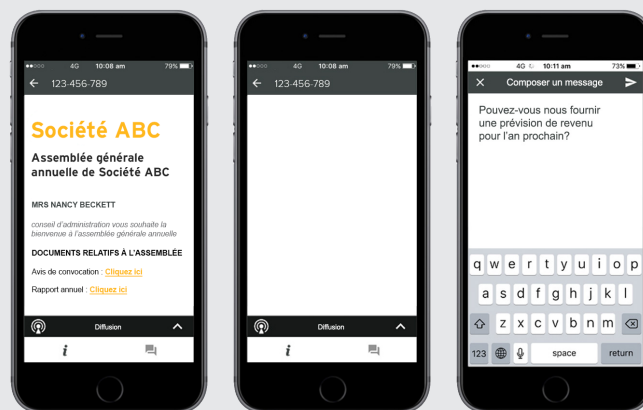 4G 10:08 am 79%
123-456-789
Société ABC
Assemblée générale
annuelle de Société ABC
MRS NANCY BECKETT
conseil d'administration vous souhaite la
bienvenue à l'assemblée générale annuelle
DOCUMENTS RELATIFS À L'ASSEMBLÉE
Avis de convocation : Cliquez ici
Rapport annuel : Cliquez ici
Diffusion
i
4G 10:08 am 79%
123-456-789
Diffusion
i
4G 10:11 am 73%
Composer un message
Pouvez-vous nous fournir
une prévision de revenu
pour l'an prochain?
q w e r t y u i o p
a s d f g h j k l
z x c v b n m
123 space return